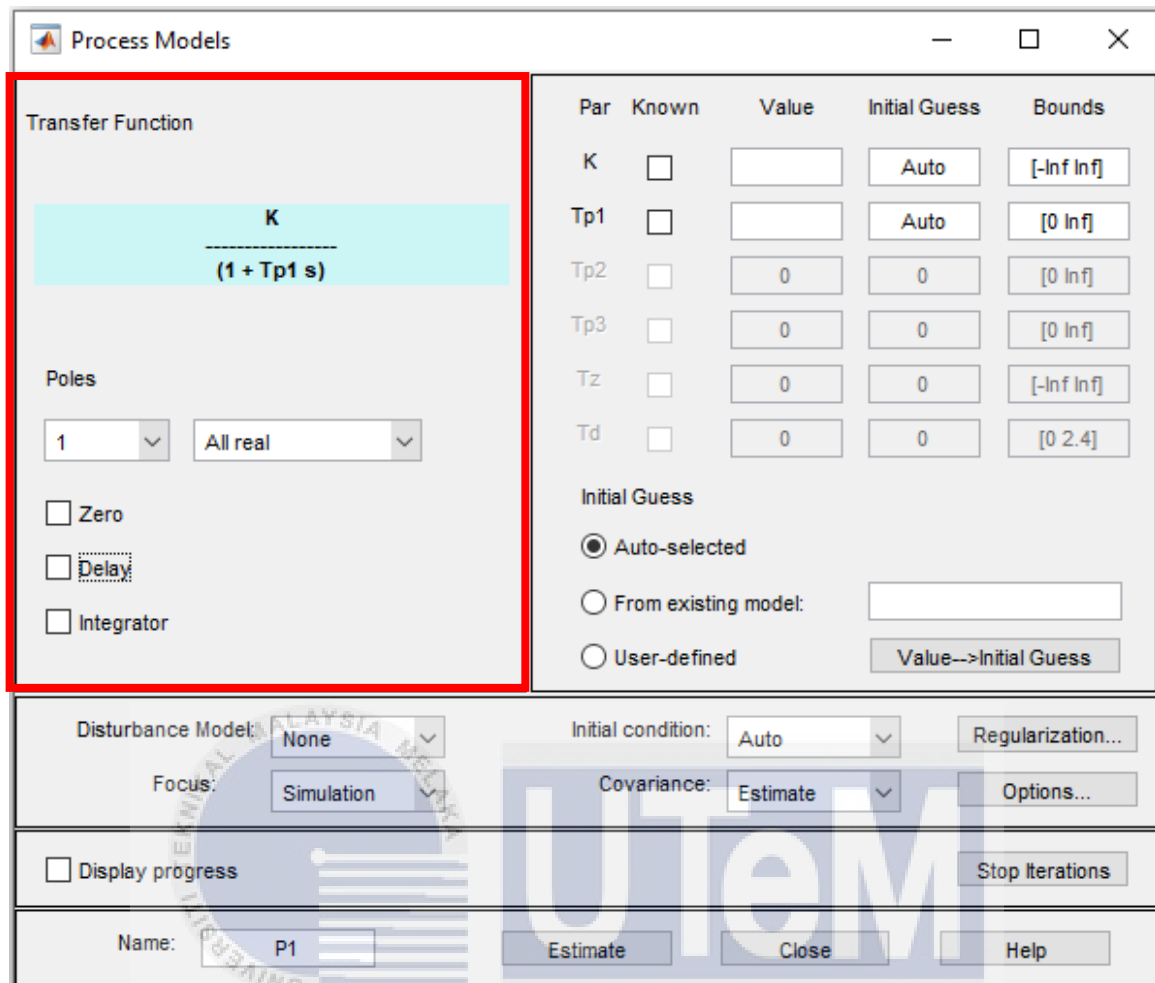 Process Models
Transfer Function
K
-----------------
(1 + Tp1 s)
Poles
1 All real
Zero
Delay
Integrator
Par Known Value Initial Guess Bounds
K Auto [-Inf Inf]
Tp1 Auto [0 Inf]
Tp2 0 0 [0 Inf]
Tp3 0 0 [0 Inf]
Tz 0 0 [-Inf Inf]
Td 0 0 [0 2.4]
Initial Guess
Auto-selected
From existing model:
User-defined Value-->Initial Guess
Disturbance Model: None Initial condition: Auto Regularization...
Focus: Simulation Covariance: Estimate Options...
Display progress Stop Iterations
Name: P1 Estimate Close Help
UTeM
TEKNIKAL MALAYSIA MELAKA